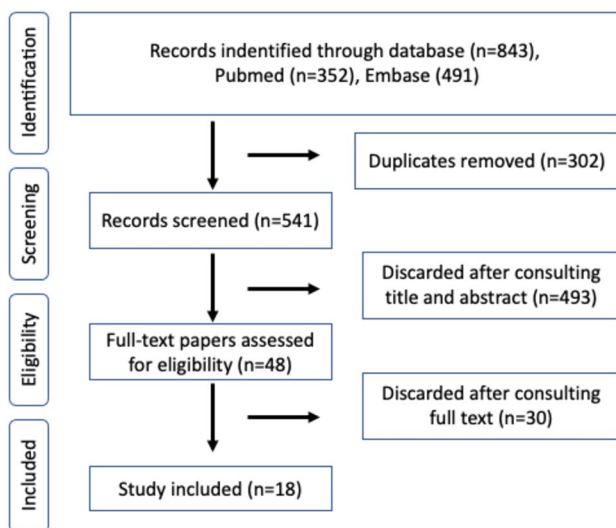 Identification
Records indentified through database (n=843),
Pubmed (n=352), Embase (491)
Duplicates removed (n=302)
Screening
Records screened (n=541)
Discarded after consulting
title and abstract (n=493)
Eligibility
Full-text papers assessed
for eligibility (n=48)
Discarded after consulting
full text (n=30)
Included
Study included (n=18)